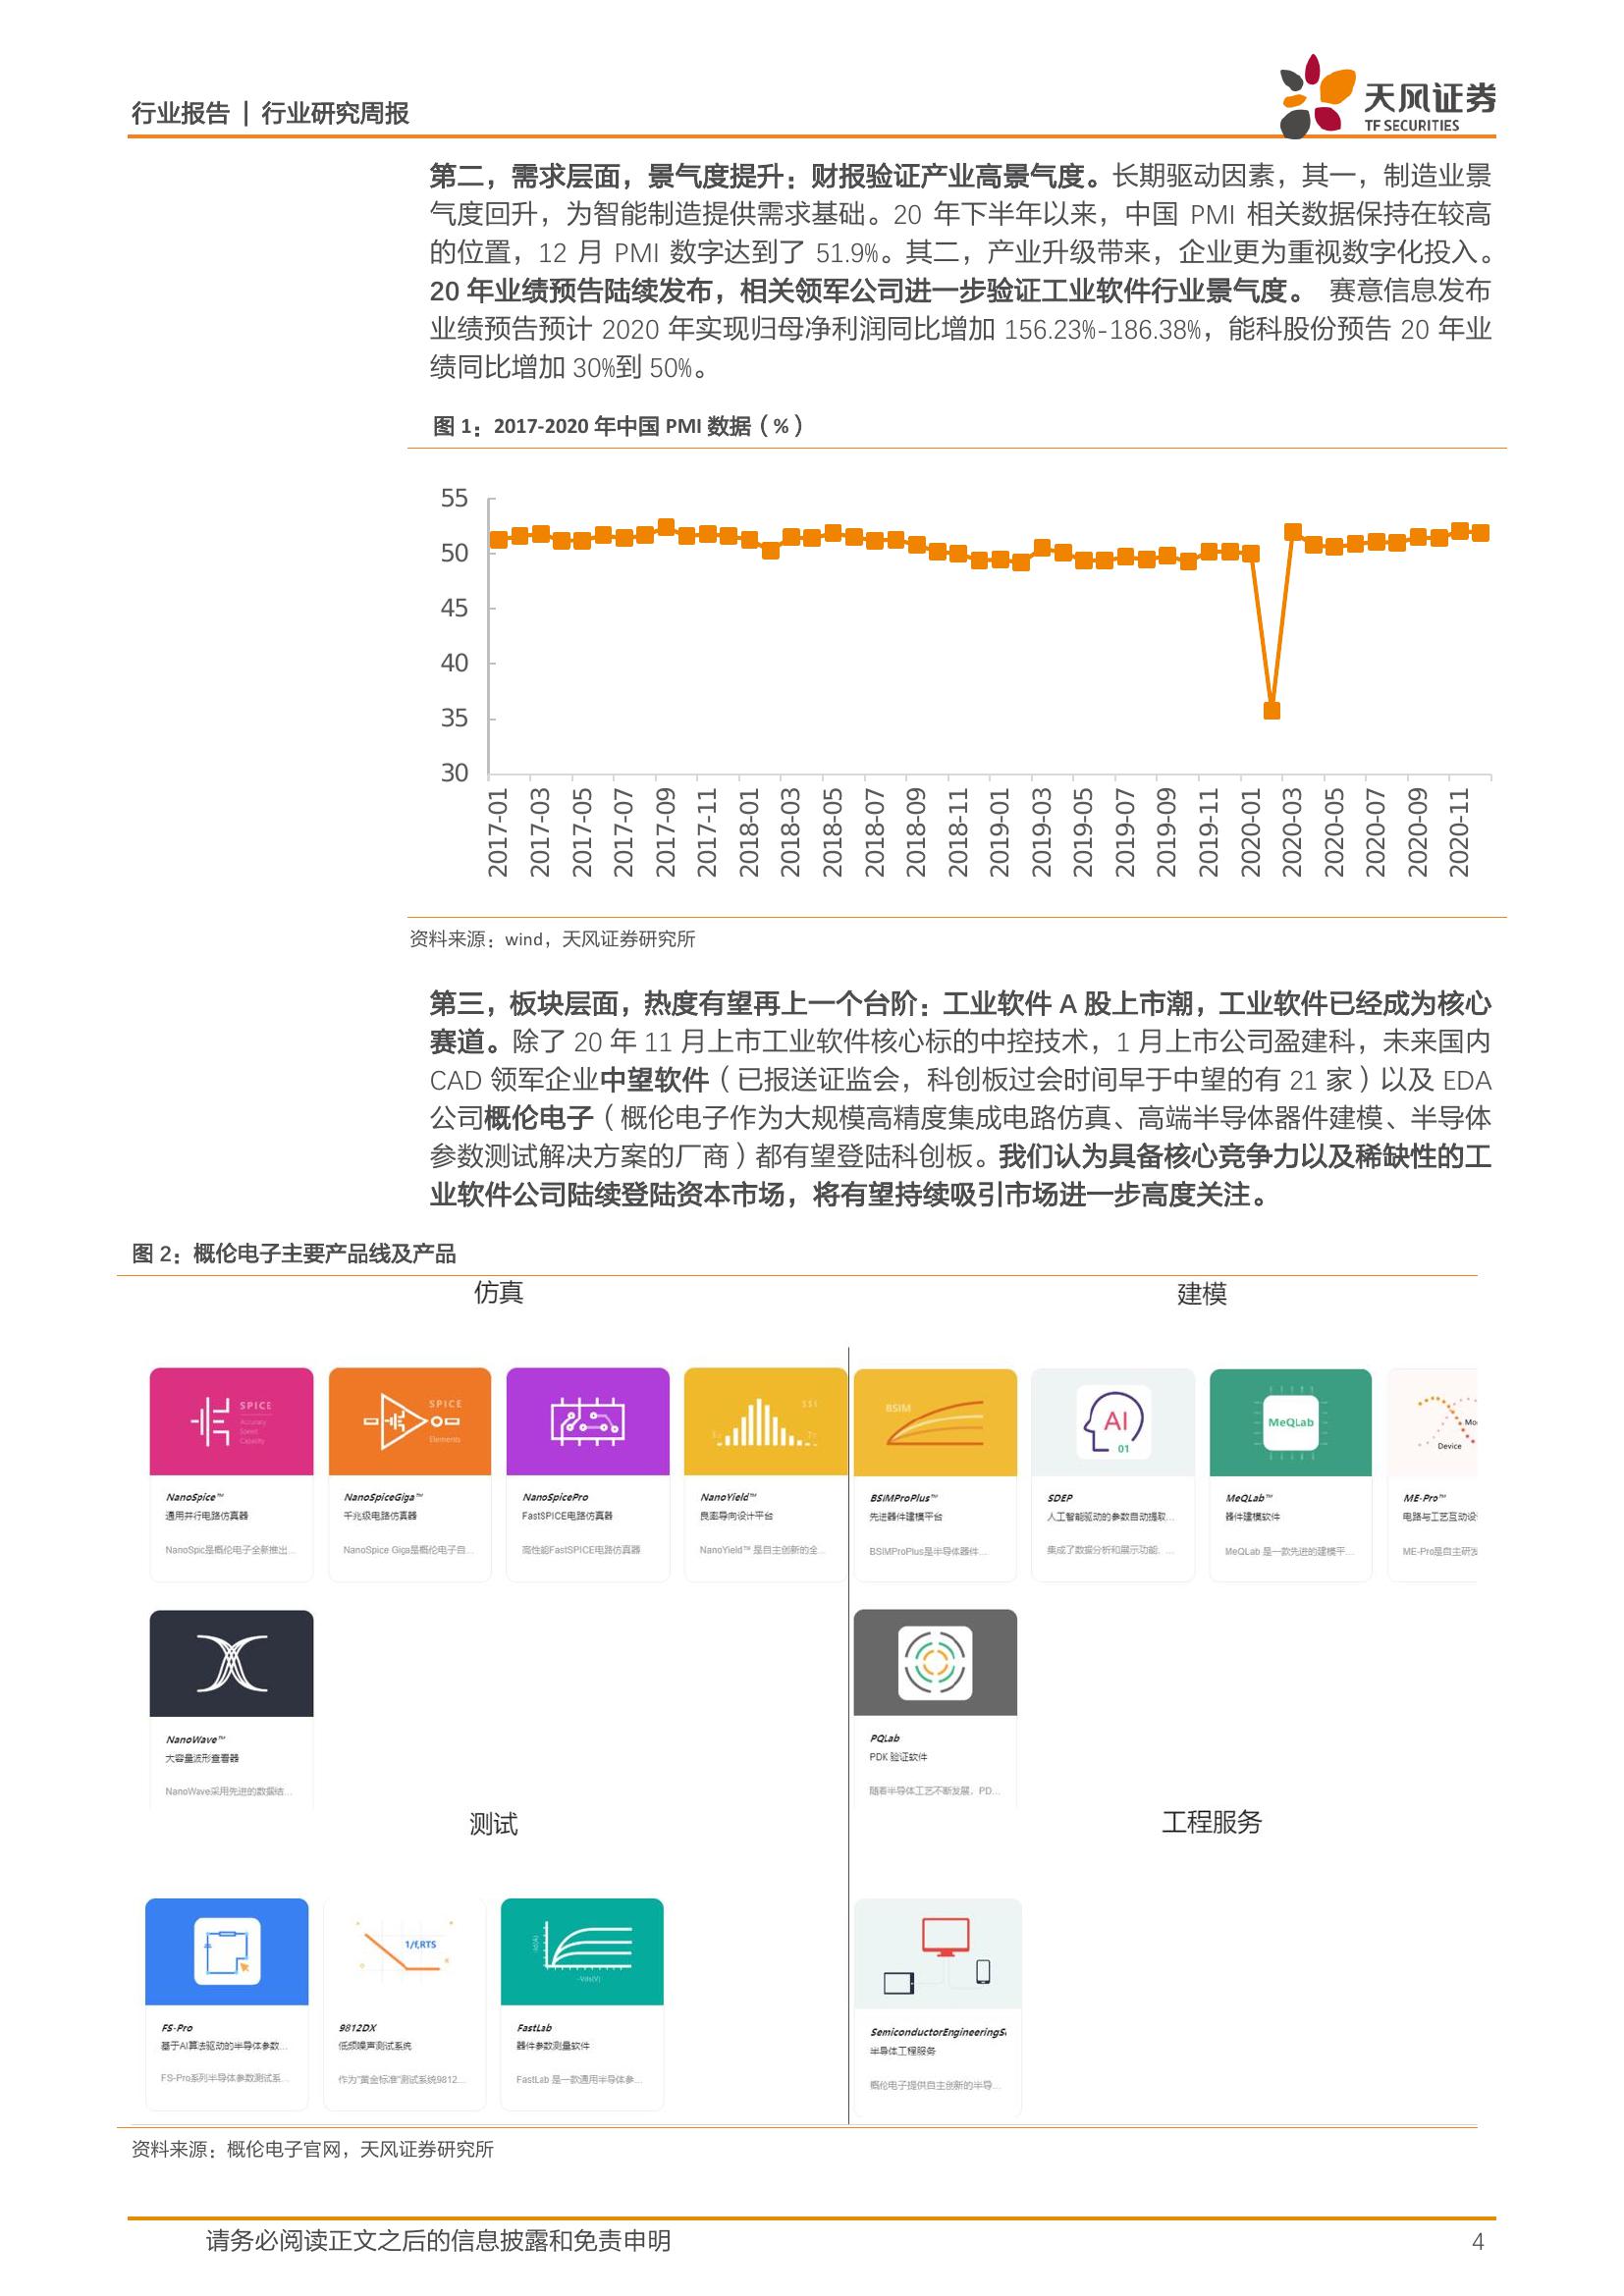 行业报告 | 行业研究周报
天风证券
TF SECURITIES
第二，需求层面，景气度提升：财报验证产业高景气度。长期驱动因素，其一，制造业景
气度回升，为智能制造提供需求基础。20 年下半年以来，中国 PMI 相关数据保持在较高
的位置，12 月 PMI 数字达到了 51.9%。其二，产业升级带来，企业更为重视数字化投入。
20 年业绩预告陆续发布，相关领军公司进一步验证工业软件行业景气度。 赛意信息发布
业绩预告预计 2020 年实现归母净利润同比增加 156.23%-186.38%，能科股份预告 20 年业
绩同比增加 30%到 50%。
图 1：2017-2020 年中国 PMI 数据（%）
55
50
45
40
35
30
2017-01
2017-03
2017-05
2017-07
2017-09
2017-11
2018-01
2018-03
2018-05
2018-07
2018-09
2018-11
2019-01
2019-03
2019-05
2019-07
2019-09
2019-11
2020-01
2020-03
2020-05
2020-07
2020-09
2020-11
资料来源：wind，天风证券研究所
第三，板块层面，热度有望再上一个台阶：工业软件 A 股上市潮，工业软件已经成为核心
赛道。除了 20 年 11 月上市工业软件核心标的中控技术，1 月上市公司盈建科，未来国内
CAD 领军企业中望软件（已报送证监会，科创板过会时间早于中望的有 21 家）以及 EDA
公司概伦电子（概伦电子作为大规模高精度集成电路仿真、高端半导体器件建模、半导体
参数测试解决方案的厂商）都有望登陆科创板。我们认为具备核心竞争力以及稀缺性的工
业软件公司陆续登陆资本市场，将有望持续吸引市场进一步高度关注。
图 2：概伦电子主要产品线及产品
仿真
SPICE
Accuracy
Speed
Capacity
SPICE
Elements
NanoSpice™
通用并行电路仿真器
NanoSpic是概伦电子全新推出...
NanoSpiceGiga™
千兆级电路仿真器
NanoSpice Giga是概伦电子自...
NanoSpicePro
FastSPICE电路仿真器
高性能FastSPICE电路仿真器
NanoYield™
良率导向设计平台
NanoYield™ 是自主创新的全...
NanoWave™
大容量波形查看器
NanoWave采用先进的数据结...
建模
BSIM
AI
01
MeQLab
Device
BSIMProPlus™
先进器件建模平台
BSIMProPlus是半导体器件...
SDEP
人工智能驱动的参数自动提取...
集成了数据分析和展示功能、...
MeQLab™
器件建模软件
MeQLab 是一款先进的建模平...
ME-Pro™
电路与工艺互动设
ME-Pro是自主研发
PQLab
PDK 验证软件
随着半导体工艺不断发展，PD...
测试
1/f,RTS
-Vds(V)
FS-Pro
基于AI算法驱动的半导体参数...
FS-Pro系列半导体参数测试系...
9812DX
低频噪声测试系统
作为"黄金标准"测试系统9812...
FastLab
器件参数测量软件
FastLab 是一款通用半导体参...
工程服务
SemiconductorEngineeringS
半导体工程服务
概伦电子提供自主创新的半导...
资料来源：概伦电子官网，天风证券研究所
请务必阅读正文之后的信息披露和免责申明
4